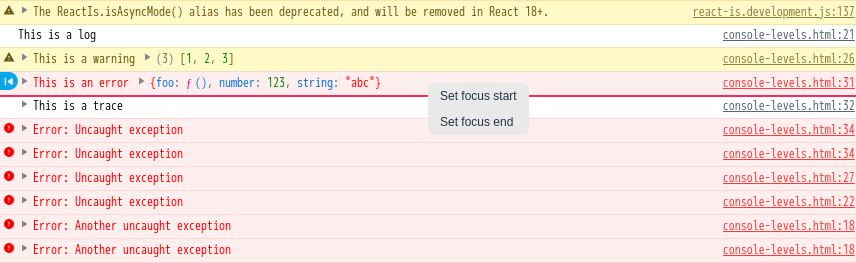 The ReactIs.isAsyncMode() alias has been deprecated, and will be removed in React 18+. react-is.development.js:137
This is a log console-levels.html:21
This is a warning (3) [1, 2, 3] console-levels.html:26
This is an error {foo: ƒ (), number: 123, string: "abc"} console-levels.html:31
Set focus start
This is a trace console-levels.html:32
Set focus end
Error: Uncaught exception console-levels.html:34
Error: Uncaught exception console-levels.html:34
Error: Uncaught exception console-levels.html:27
Error: Uncaught exception console-levels.html:22
Error: Another uncaught exception console-levels.html:18
Error: Another uncaught exception console-levels.html:18